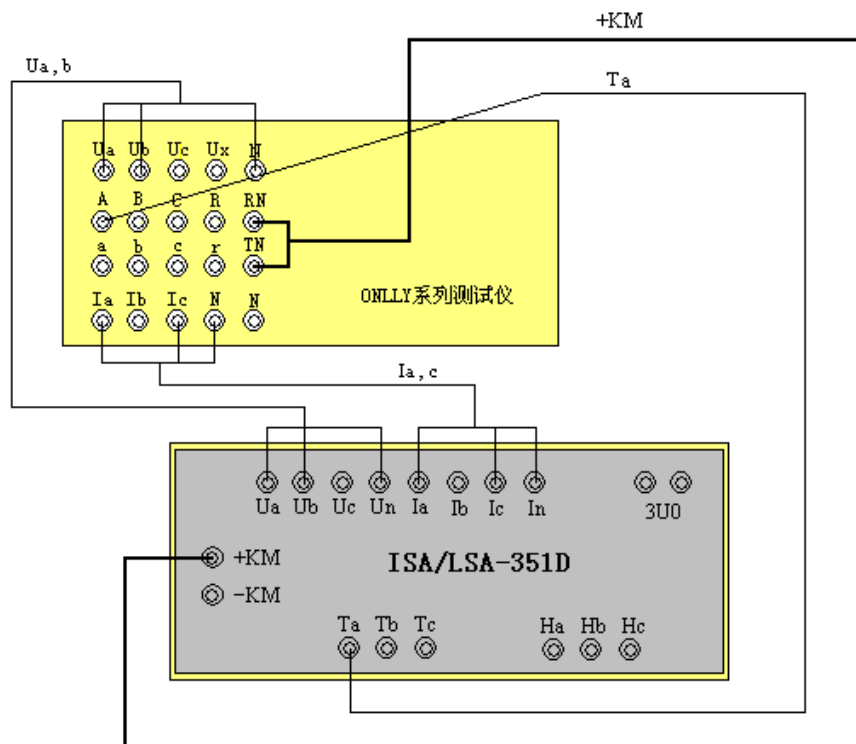 +KM
Ua,b
Ta
Ua Ub Uc Ux N
A B C R RN
a b c r TN
ONLLY系列测试仪
Ia Ib Ic N N
Ia,c
Ua Ub Uc Un Ia Ib Ic In
3U0
+KM
ISA/LSA-351D
-KM
Ta Tb Tc
Ha Hb Hc